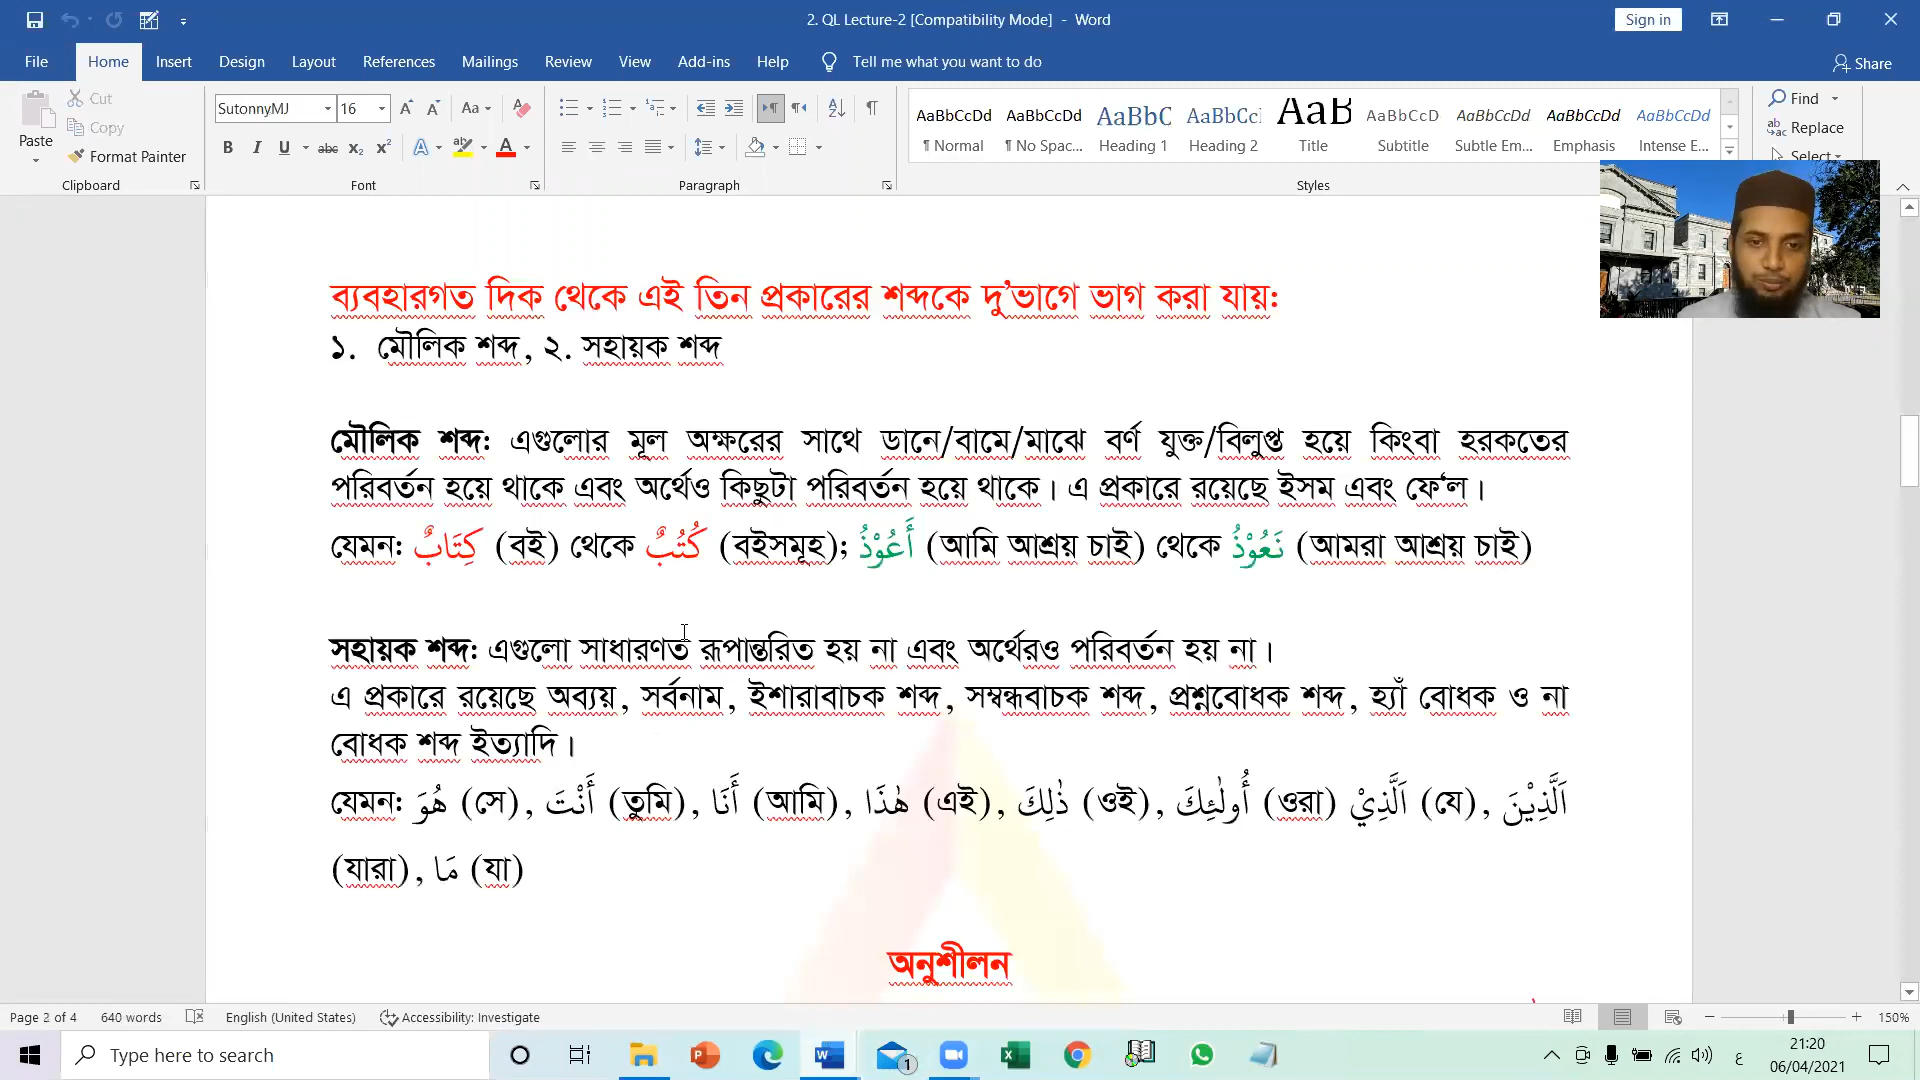 2. QL Lecture-2 [Compatibility Mode] - Word
Sign in
File Home Insert Design Layout References Mailings Review View Add-ins Help Tell me what you want to do
Share
Paste
Cut
Copy
Format Painter
Clipboard
SutonnyMJ 16
Font
Paragraph
AaBbCcDd AaBbCcDd AaBbC AaBbCcl AaB AaBbCcD AaBbCcDd AaBbCcDd AaBbCcDd
¶ Normal ¶ No Spac... Heading 1 Heading 2 Title Subtitle Subtle Em... Emphasis Intense E...
Styles
Find
Replace
Select
ব্যবহারগত দিক থেকে এই তিন প্রকারের শব্দকে দু’ভাগে ভাগ করা যায়:
১. মৌলিক শব্দ, ২. সহায়ক শব্দ
মৌলিক শব্দ: এগুলোর মূল অক্ষরের সাথে ডানে/বামে/মাঝে বর্ণ যুক্ত/বিলুপ্ত হয়ে কিংবা হরকতের
পরিবর্তন হয়ে থাকে এবং অর্থেও কিছুটা পরিবর্তন হয়ে থাকে। এ প্রকারে রয়েছে ইসম এবং ফে‘ল।
যেমন: كِتَابٌ (বই) থেকে كُتُبٌ (বইসমূহ); أَعُوْذُ (আমি আশ্রয় চাই) থেকে نَعُوْذُ (আমরা আশ্রয় চাই)
সহায়ক শব্দ: এগুলো সাধারণত রূপান্তরিত হয় না এবং অর্থেরও পরিবর্তন হয় না।
এ প্রকারে রয়েছে অব্যয়, সর্বনাম, ইশারাবাচক শব্দ, সম্বন্ধবাচক শব্দ, প্রশ্নবোধক শব্দ, হ্যাঁ বোধক ও না
বোধক শব্দ ইত্যাদি।
যেমন: هُوَ (সে), أَنْتَ (তুমি), أَنَا (আমি), هٰذَا (এই), ذٰلِكَ (ওই), أُولٰئِكَ (ওরা) اَلَّذِيْ (যে), اَلَّذِيْنَ
(যারা), مَا (যা)
অনুশীলন
Page 2 of 4 640 words English (United States) Accessibility: Investigate 150%
Type here to search
1
ع
21:20
06/04/2021